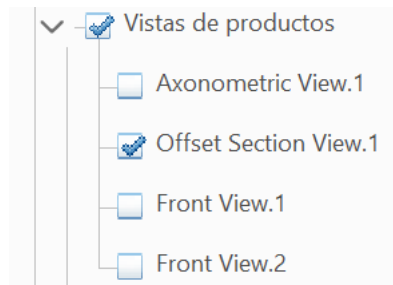 Vistas de productos
Axonometric View.1
Offset Section View.1
Front View.1
Front View.2